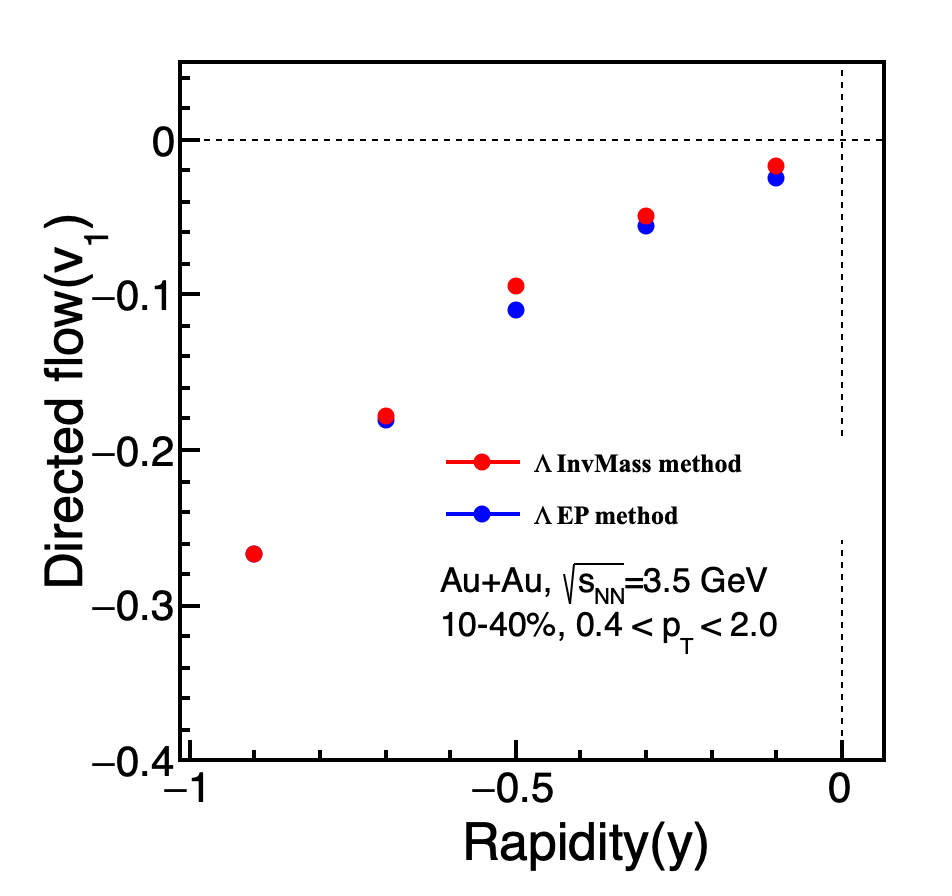 Directed flow(v1)
0
−0.1
−0.2
−0.3
−0.4
Λ InvMass method
Λ EP method
Au+Au, √sNN=3.5 GeV
10-40%, 0.4 < pT < 2.0
−1
−0.5
0
Rapidity(y)